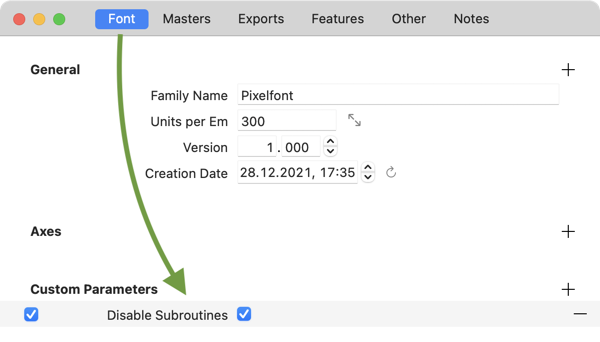 Font Masters Exports Features Other Notes
General
Family Name Pixelfont
Units per Em 300
Version 1 . 000
Creation Date 28.12.2021, 17:35
Axes
Custom Parameters
Disable Subroutines